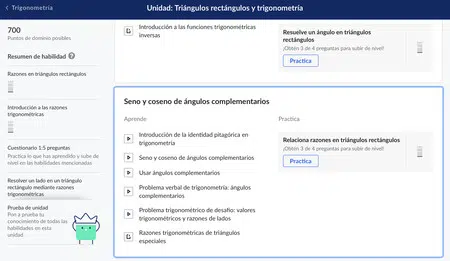 Trigonometría
Unidad: Triángulos rectángulos y trigonometría
700
Puntos de dominio posibles
Resumen de habilidad
Razones en triángulos rectángulos
Introducción a las razones
trigonométricas
Cuestionario 1: 5 preguntas
Practica lo que has aprendido y sube de
nivel en las habilidades mencionadas
Resolver un lado en un triángulo
rectángulo mediante razones
trigonométricas
Prueba de unidad
Pon a prueba tu
conocimiento de todas las
habilidades en esta
unidad
Introducción a las funciones trigonométricas
inversas
Resuelve un ángulo en triángulos
rectángulos
¡Obtén 3 de 4 preguntas para subir de nivel!
Practica
Seno y coseno de ángulos complementarios
Aprende
Introducción de la identidad pitagórica en
trigonometría
Seno y coseno de ángulos complementarios
Usar ángulos complementarios
Problema verbal de trigonometría: ángulos
complementarios
Problema trigonométrico de desafío: valores
trigonométricos y razones de lados
Razones trigonométricas de triángulos
especiales
Practica
Relaciona razones en triángulos rectángulos
¡Obtén 3 de 4 preguntas para subir de nivel!
Practica